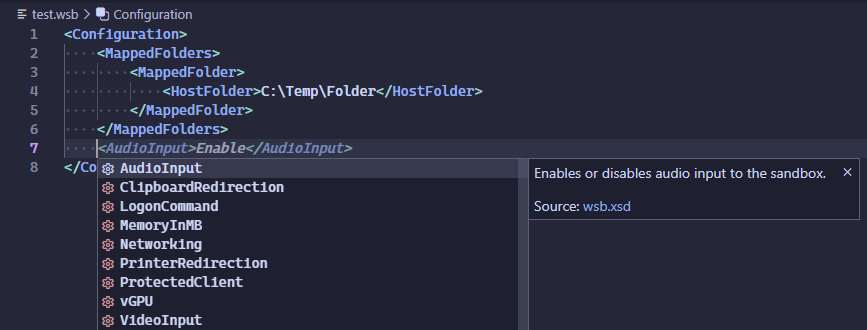 test.wsb > Configuration
1 <Configuration>
2 <MappedFolders>
3 <MappedFolder>
4 <HostFolder>C:\Temp\Folder</HostFolder>
5 </MappedFolder>
6 </MappedFolders>
7 <AudioInput>Enable</AudioInput>
8 </Co
AudioInput
ClipboardRedirection
LogonCommand
MemoryInMB
Networking
PrinterRedirection
ProtectedClient
vGPU
VideoInput
Enables or disables audio input to the sandbox.
Source: wsb.xsd